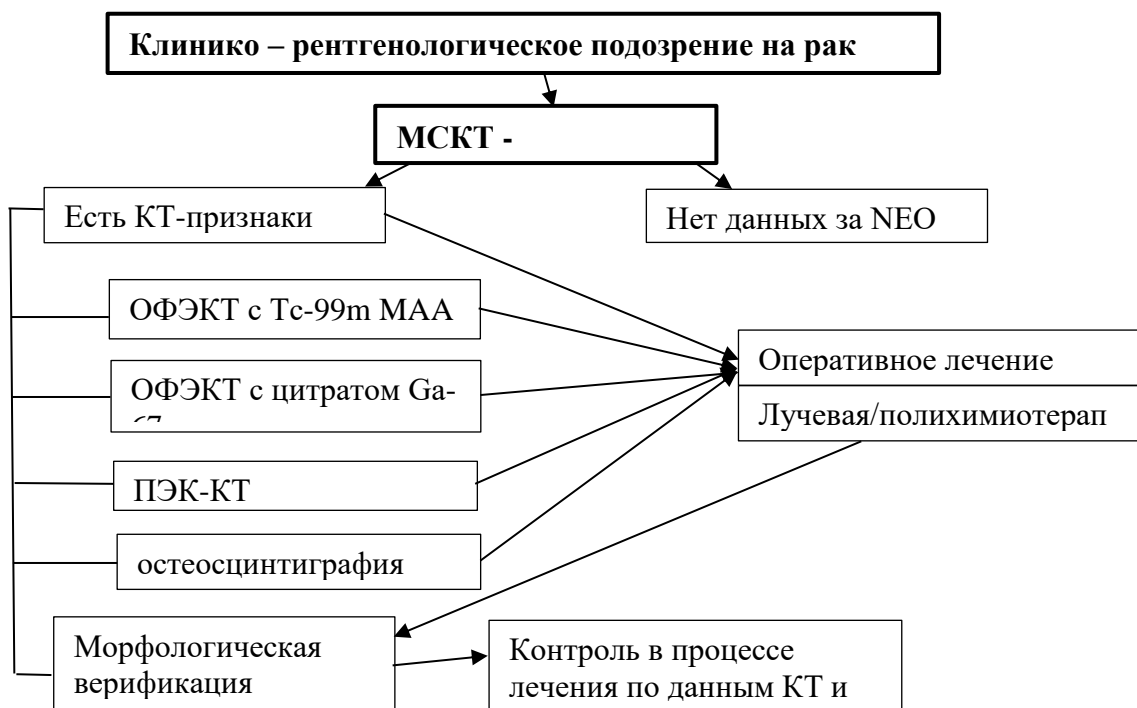 Клинико – рентгенологическое подозрение на рак
МСКТ -
Есть КТ-признаки
Нет данных за NEO
ОФЭКТ с Тс-99m МАА
ОФЭКТ с цитратом Ga-
ПЭК-КТ
остеосцинтиграфия
Морфологическая
верификация
Оперативное лечение
Лучевая/полихимиотерап
Контроль в процессе
лечения по данным КТ и